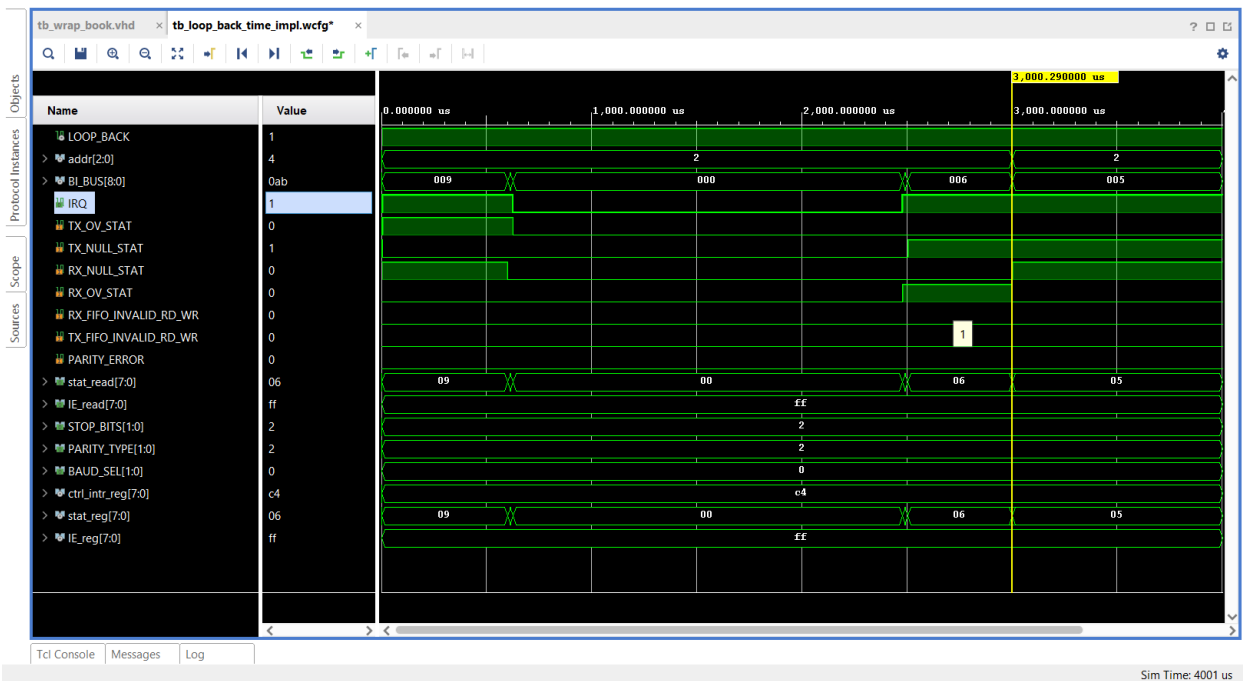 tb_wrap_book.vhd × tb_loop_back_time_impl.wcfg* ×
?
Objects
Protocol Instances
Scope
Sources
3,000.290000 us
Name Value 0.000000 us 1,000.000000 us 2,000.000000 us 3,000.000000 us
LOOP_BACK 1
addr[2:0] 4 2 2
BI_BUS[8:0] 0ab 009 000 006 005
IRQ 1
TX_OV_STAT 0
TX_NULL_STAT 1
RX_NULL_STAT 0
RX_OV_STAT 0
RX_FIFO_INVALID_RD_WR 0
TX_FIFO_INVALID_RD_WR 0 1
PARITY_ERROR 0
stat_read[7:0] 06 09 00 06 05
IE_read[7:0] ff ff
STOP_BITS[1:0] 2 2
PARITY_TYPE[1:0] 2 2
BAUD_SEL[1:0] 0 0
ctrl_intr_reg[7:0] c4 c4
stat_reg[7:0] 06 09 00 06 05
IE_reg[7:0] ff ff
Tcl Console Messages Log
Sim Time: 4001 us